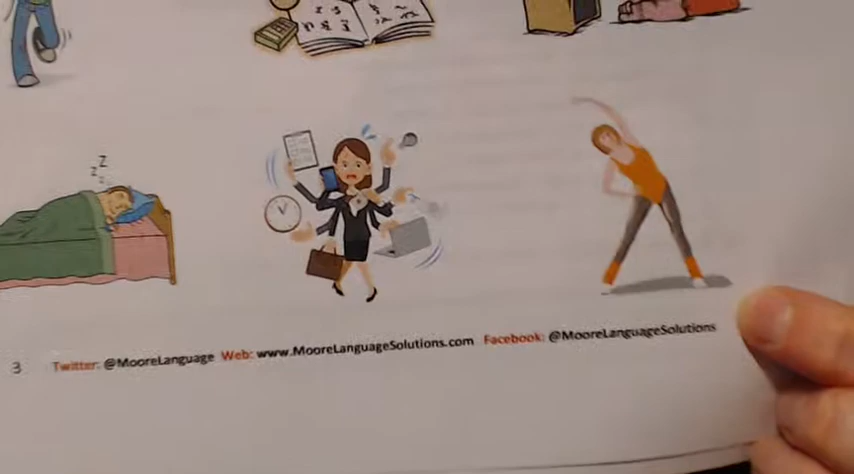 z Z
z
3 Twitter: @MooreLanguage Web: www.MooreLanguageSolutions.com Facebook: @MooreLanguageSolutions